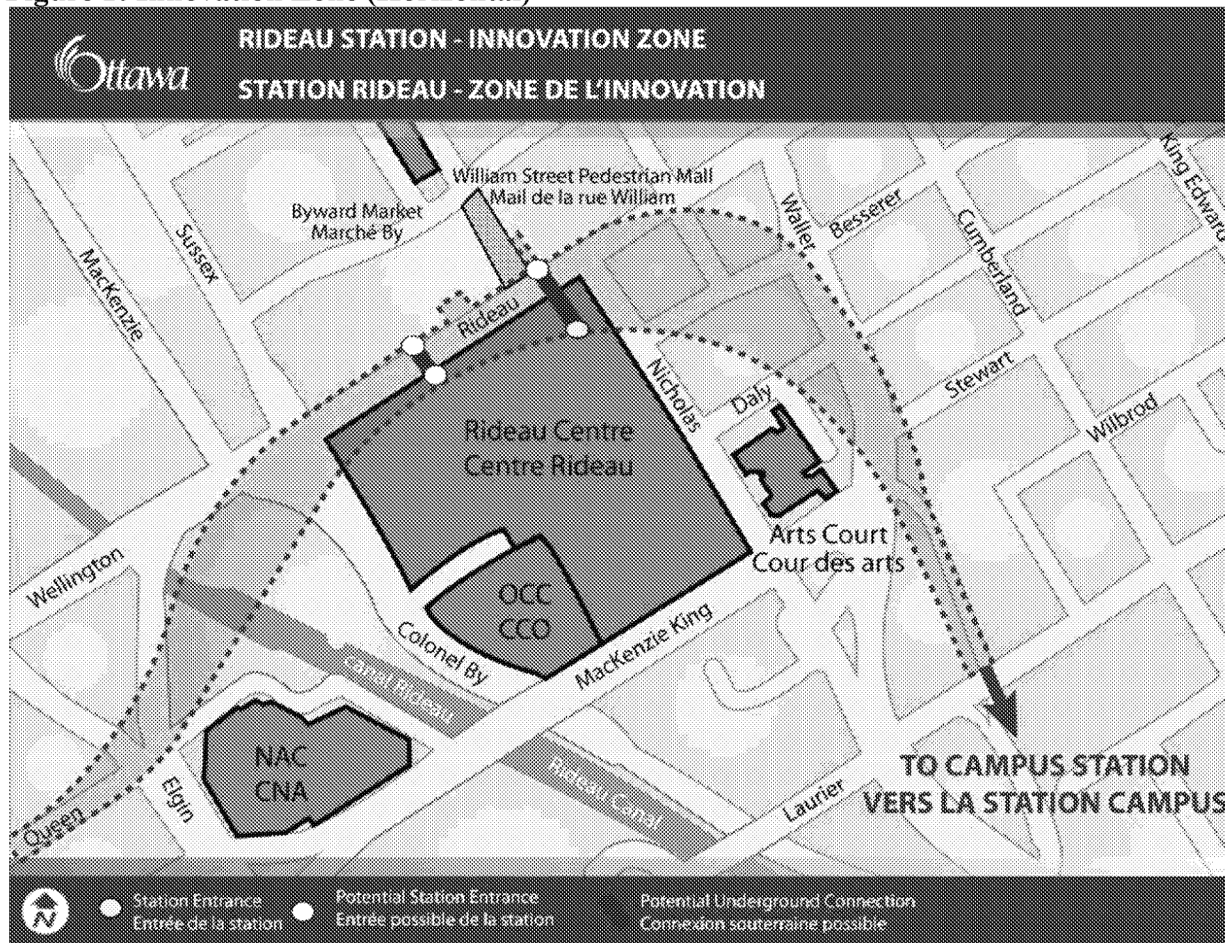 Ottawa
RIDEAU STATION - INNOVATION ZONE
STATION RIDEAU - ZONE DE L'INNOVATION
William Street Pedestrian Mall
Mail de la rue William
Byward Market
Marché By
MacKenzie
Sussex
Rideau
Waller
Besserer
Cumberland
King Edward
Nicholas
Daly
Stewart
Wilbrod
Rideau Centre
Centre Rideau
Arts Court
Cour des arts
Wellington
OCC
CCO
Colonel By
MacKenzie King
canal Rideau
NAC
CNA
Elgin
Queen
Rideau Canal
Laurier
TO CAMPUS STATION
VERS LA STATION CAMPUS
N
Station Entrance
Entrée de la station
Potential Station Entrance
Entrée possible de la station
Potential Underground Connection
Connexion souterraine possible